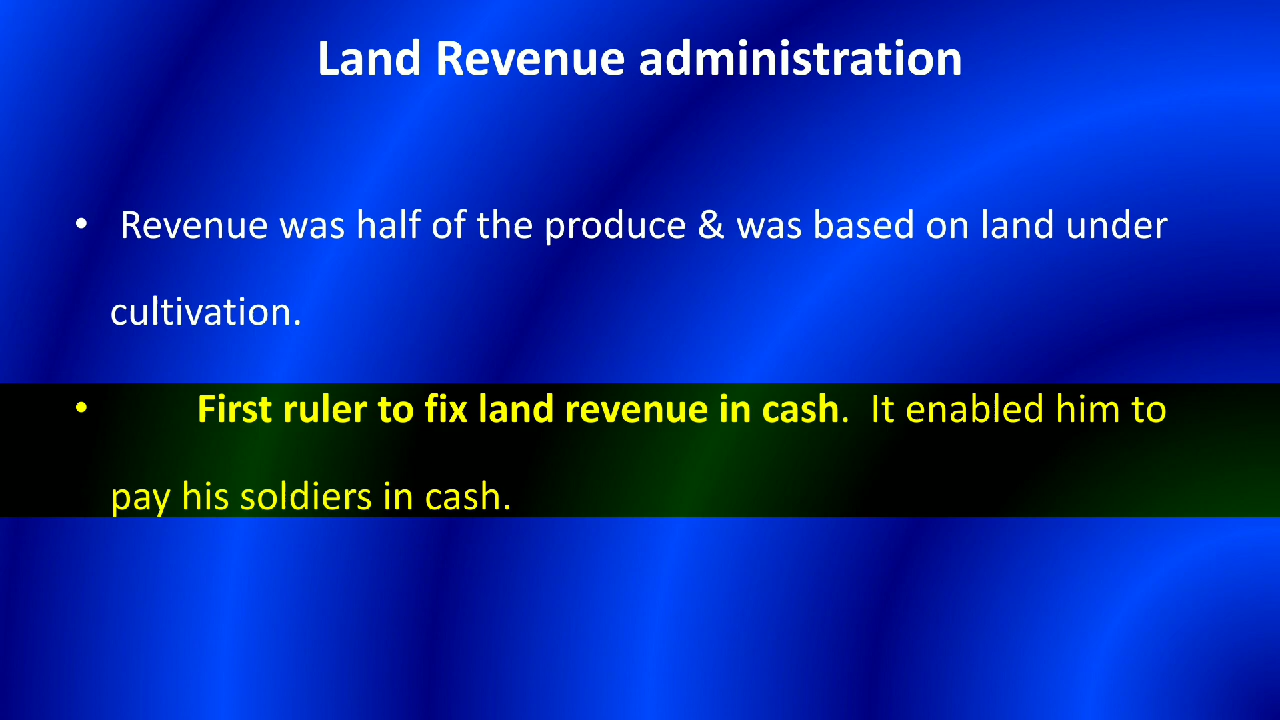 Land Revenue administration
• Revenue was half of the produce & was based on land under
cultivation.
• First ruler to fix land revenue in cash. It enabled him to
pay his soldiers in cash.